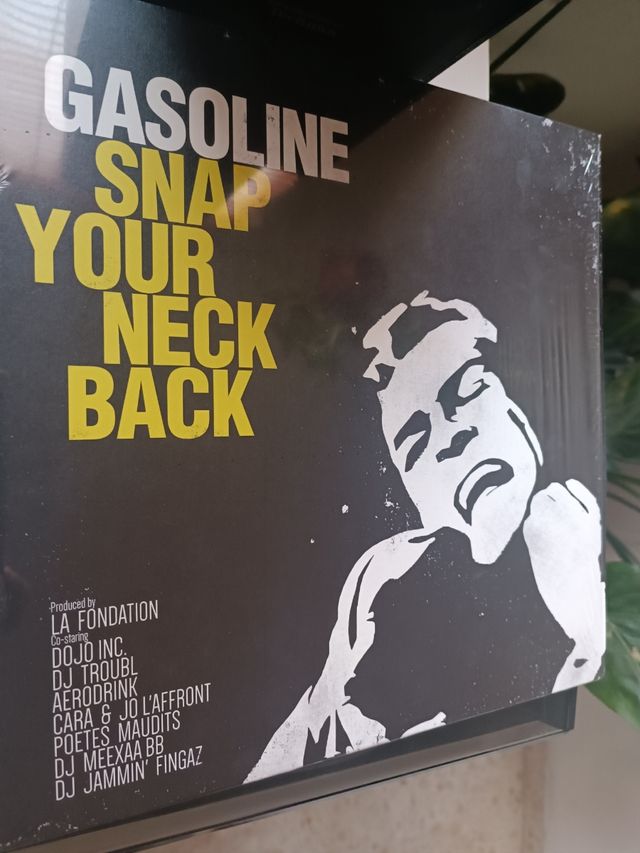 GASOLINE
SNAP
YOUR
NECK
BACK
Produced by
LA FONDATION
Co-staring
DOJO INC.
DJ TROUBL
AERODRINK
CARA & JO L'AFFRONT
POETES MAUDITS
DJ MEEXAA BB
DJ JAMMIN' FINGAZ